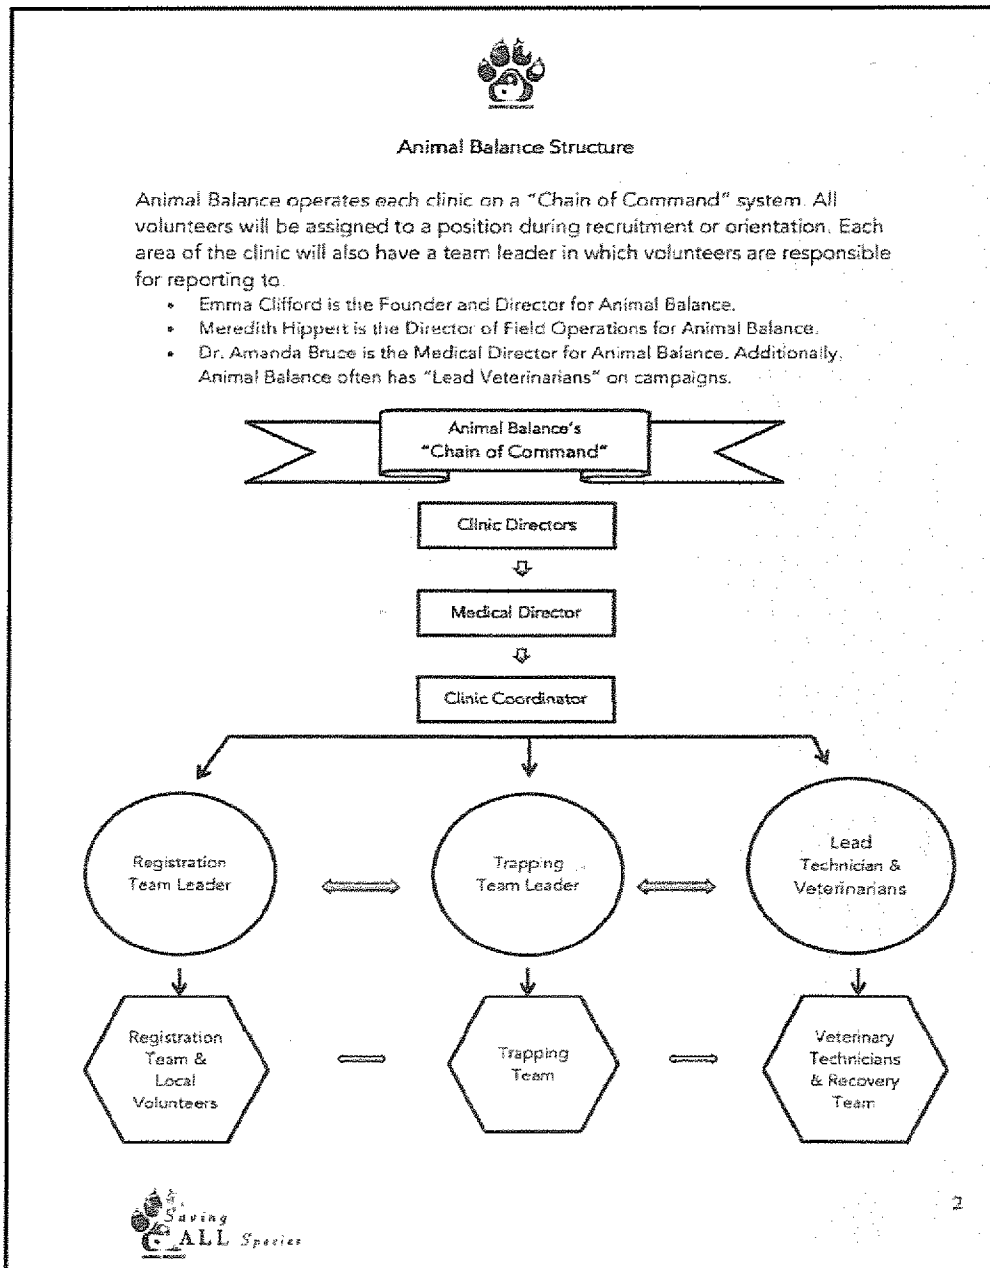 Animal Balance Structure
Animal Balance operates each clinic on a "Chain of Command" system. All
volunteers will be assigned to a position during recruitment or orientation. Each
area of the clinic will also have a team leader in which volunteers are responsible
for reporting to.
• Emma Clifford is the Founder and Director for Animal Balance.
• Meredith Hippert is the Director of Field Operations for Animal Balance.
• Dr. Amanda Bruce is the Medical Director for Animal Balance. Additionally,
Animal Balance often has "Lead Veterinarians" on campaigns.
Animal Balance's
"Chain of Command"
Clinic Directors
Medical Director
Clinic Coordinator
Registration
Team Leader
Trapping
Team Leader
Lead
Technician &
Veterinarians
Registration
Team &
Local
Volunteers
Trapping
Team
Veterinary
Technicians
& Recovery
Team
Saving
ALL Species
2